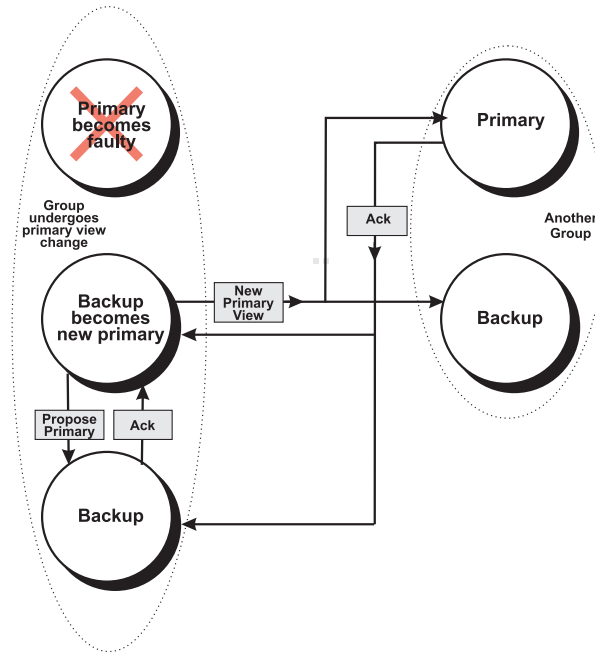 Primary
becomes
faulty
Group
undergoes
primary view
change
Backup
becomes
new primary
Propose
Primary
Ack
Backup
New
Primary
View
Ack
Primary
Another
Group
Backup